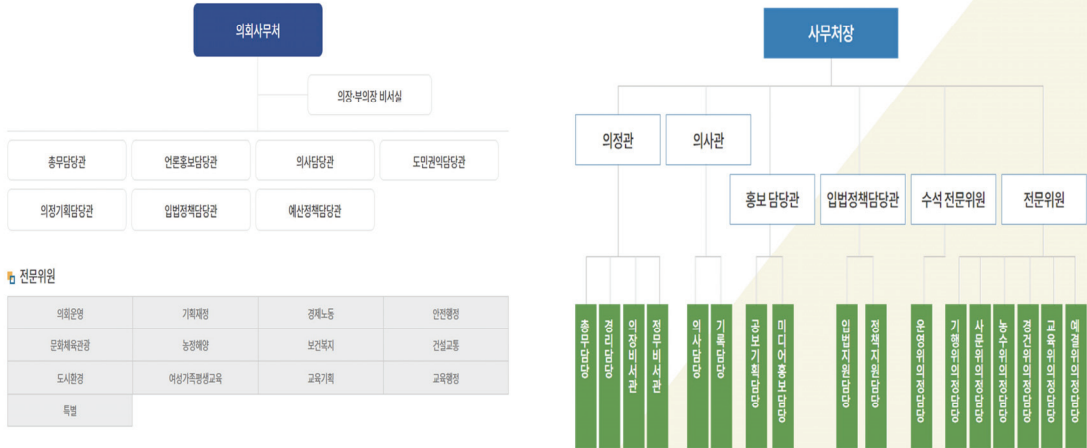 의회사무처
의장·부의장 비서실
총무담당관 언론홍보담당관 의사담당관 도민권익담당관
의정기획담당관 입법정책담당관 예산정책담당관
전문위원
의회운영 기획재정 경제노동 안전행정
문화체육관광 농정해양 보건복지 건설교통
도시환경 여성가족평생교육 교육기획 교육행정
특별
사무처장
의정관 의사관
홍보 담당관 입법정책담당관 수석 전문위원 전문위원
총무담당
경리담당
의장비서관
정무비서관
의사담당
기록담당
공보기획담당
미디어홍보담당
입법지원담당
정책지원담당
운영위의정담당
기행위의정담당
사문위의정담당
농수위의정담당
경건위의정담당
교육위의정담당
예결위의정담당